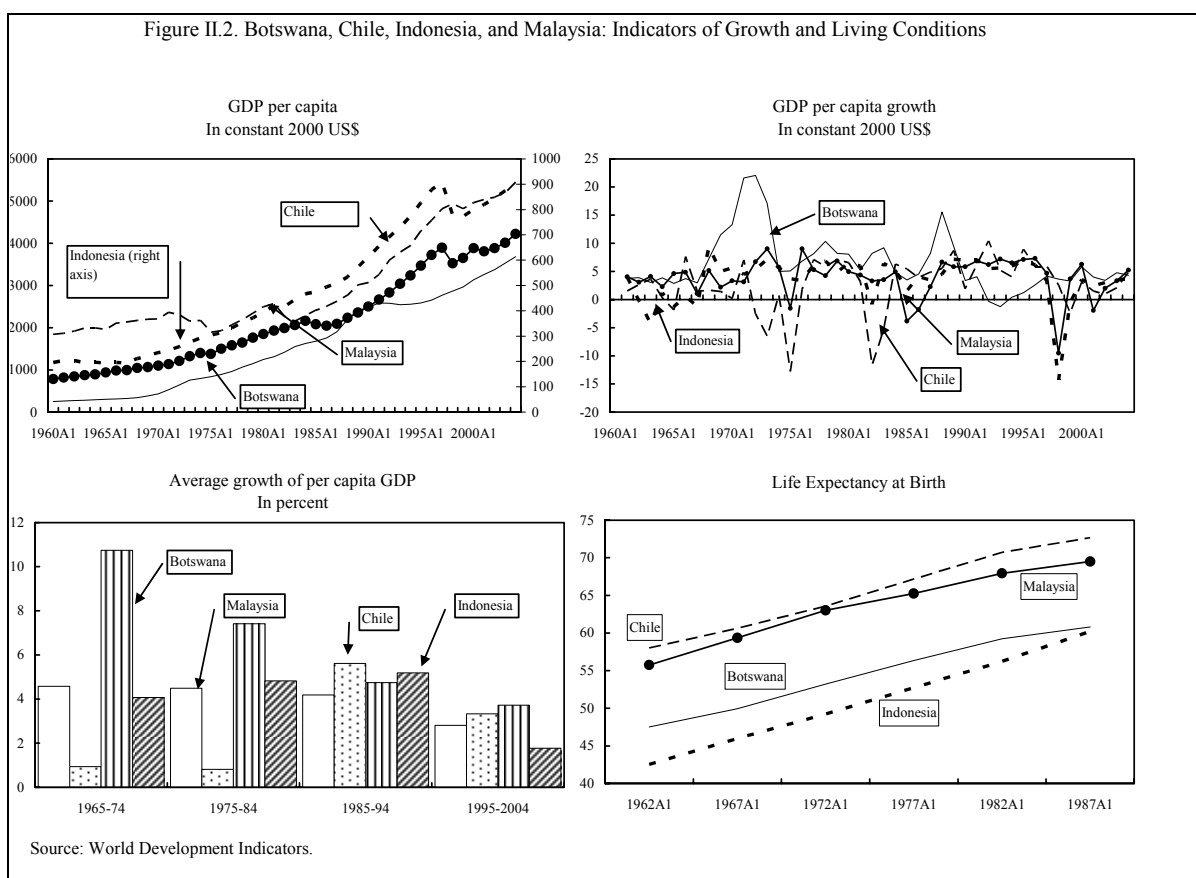 Figure II.2. Botswana, Chile, Indonesia, and Malaysia: Indicators of Growth and Living Conditions
GDP per capita
In constant 2000 US$
6000
5000
4000
3000
2000
1000
0
1000
900
800
700
600
500
400
300
200
100
0
Chile
Indonesia (right
axis)
Malaysia
Botswana
1960A1 1965A1 1970A1 1975A1 1980A1 1985A1 1990A1 1995A1 2000A1
GDP per capita growth
In constant 2000 US$
25
20
15
10
5
0
-5
-10
-15
-20
Botswana
Indonesia
Malaysia
Chile
1960A1 1965A1 1970A1 1975A1 1980A1 1985A1 1990A1 1995A1 2000A1
Average growth of per capita GDP
In percent
12
10
8
6
4
2
0
Botswana
Malaysia
Chile
Indonesia
1965-74 1975-84 1985-94 1995-2004
Life Expectancy at Birth
75
70
65
60
55
50
45
40
Chile
Malaysia
Botswana
Indonesia
1962A1 1967A1 1972A1 1977A1 1982A1 1987A1
Source: World Development Indicators.